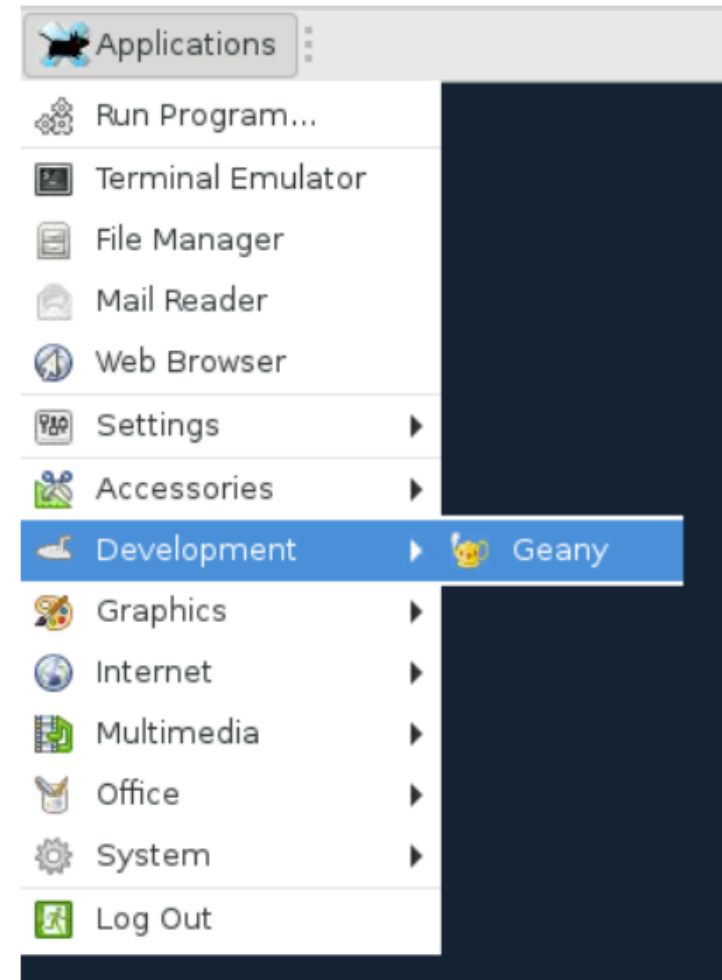 Applications
Run Program...
Terminal Emulator
File Manager
Mail Reader
Web Browser
Settings
Accessories
Development
Geany
Graphics
Internet
Multimedia
Office
System
Log Out